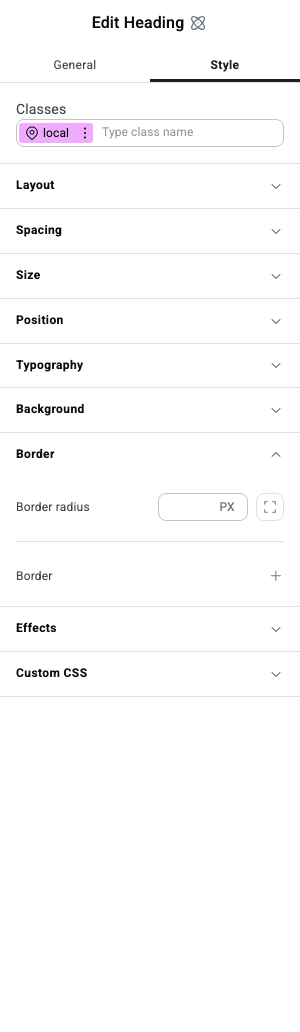 Edit Heading
General Style
Classes
local Type class name
Layout
Spacing
Size
Position
Typography
Background
Border
Border radius PX
Border
Effects
Custom CSS